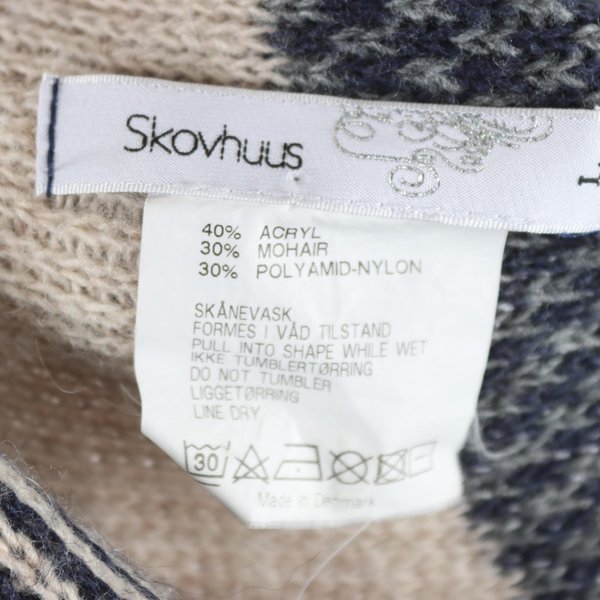 Skovhuus
L
40% ACRYL
30% MOHAIR
30% POLYAMID-NYLON
SKÅNEVASK
FORMES I VÅD TILSTAND
PULL INTO SHAPE WHILE WET
IKKE TUMBLERTØRRING
DO NOT TUMBLER
LIGGETØRRING
LINE DRY
30
Made in Denmark